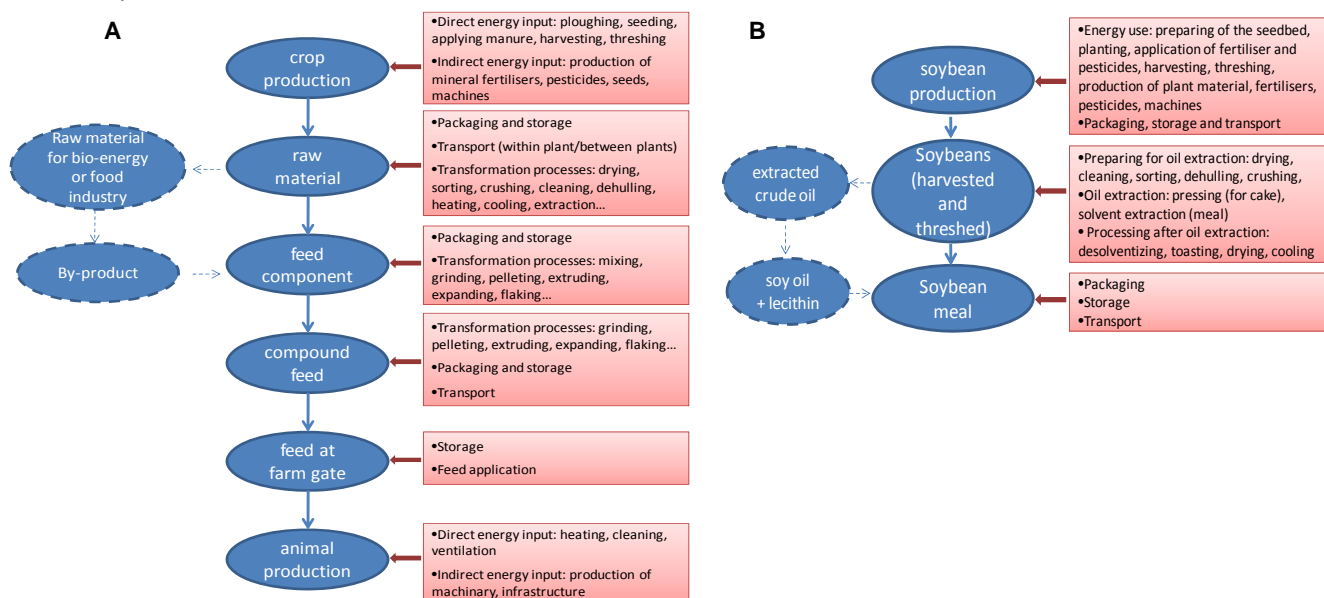 A
crop
production
•Direct energy input: ploughing, seeding,
applying manure, harvesting, threshing
•Indirect energy input: production of
mineral fertilisers, pesticides, seeds,
machines
Raw material
for bio-energy
or food
industry
raw
material
•Packaging and storage
•Transport (within plant/between plants)
•Transformation processes: drying,
sorting, crushing, cleaning, dehulling,
heating, cooling, extraction…
By-product
feed
component
•Packaging and storage
•Transformation processes: mixing,
grinding, pelleting, extruding,
expanding, flaking…
compound
feed
•Transformation processes: grinding,
pelleting, extruding, expanding, flaking…
•Packaging and storage
•Transport
feed at
farm gate
•Storage
•Feed application
animal
production
•Direct energy input: heating, cleaning,
ventilation
•Indirect energy input: production of
machinary, infrastructure
B
soybean
production
•Energy use: preparing of the seedbed,
planting, application of fertiliser and
pesticides, harvesting, threshing,
production of plant material, fertilisers,
pesticides, machines
•Packaging, storage and transport
extracted
crude oil
Soybeans
(harvested
and
threshed)
•Preparing for oil extraction: drying,
cleaning, sorting, dehulling, crushing,
•Oil extraction: pressing (for cake),
solvent extraction (meal)
• Processing after oil extraction:
desolventizing, toasting, drying, cooling
soy oil
+ lecithin
Soybean
meal
•Packaging
•Storage
•Transport